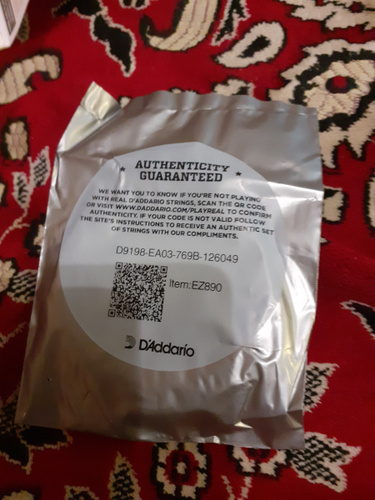 AUTHENTICITY
GUARANTEED
WE WANT YOU TO KNOW IF YOU'RE NOT PLAYING
WITH REAL D'ADDARIO STRINGS, SCAN THE QR CODE
OR VISIT WWW.DADDARIO.COM/PLAYREAL TO CONFIRM
AUTHENTICITY. IF YOUR CODE IS NOT VALID FOLLOW
THE SITE'S INSTRUCTIONS TO RECEIVE AN AUTHENTIC SET
OF STRINGS WITH OUR COMPLIMENTS.
D9198-EA03-769B-126049
Item:EZ890
D'Addario